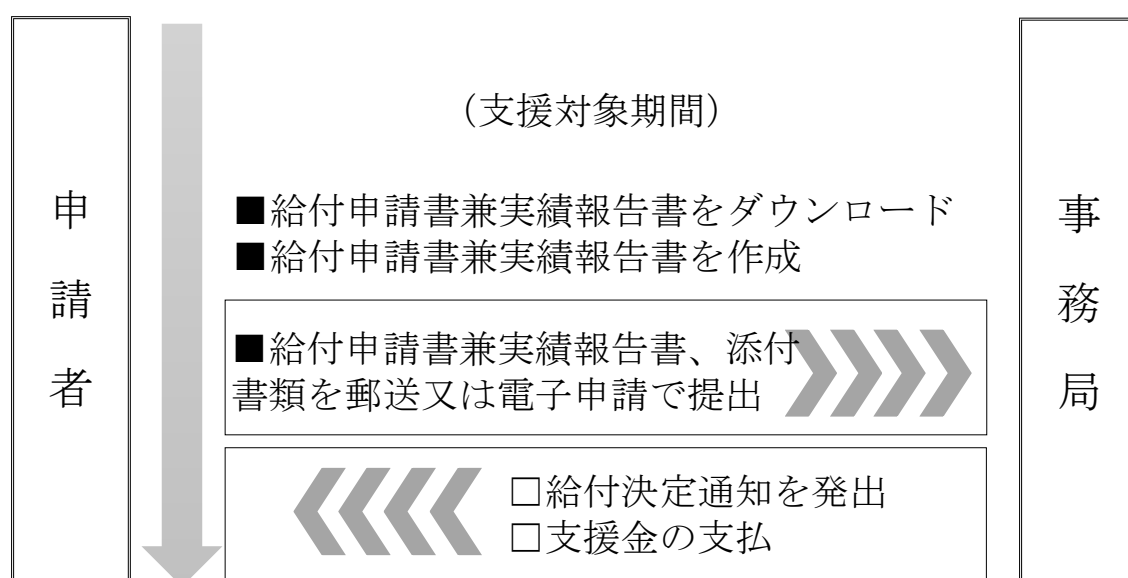 申請者
(支援対象期間)
■給付申請書兼実績報告書をダウンロード
■給付申請書兼実績報告書を作成
■給付申請書兼実績報告書、添付
書類を郵送又は電子申請で提出
□給付決定通知を発出
□支援金の支払
事務局